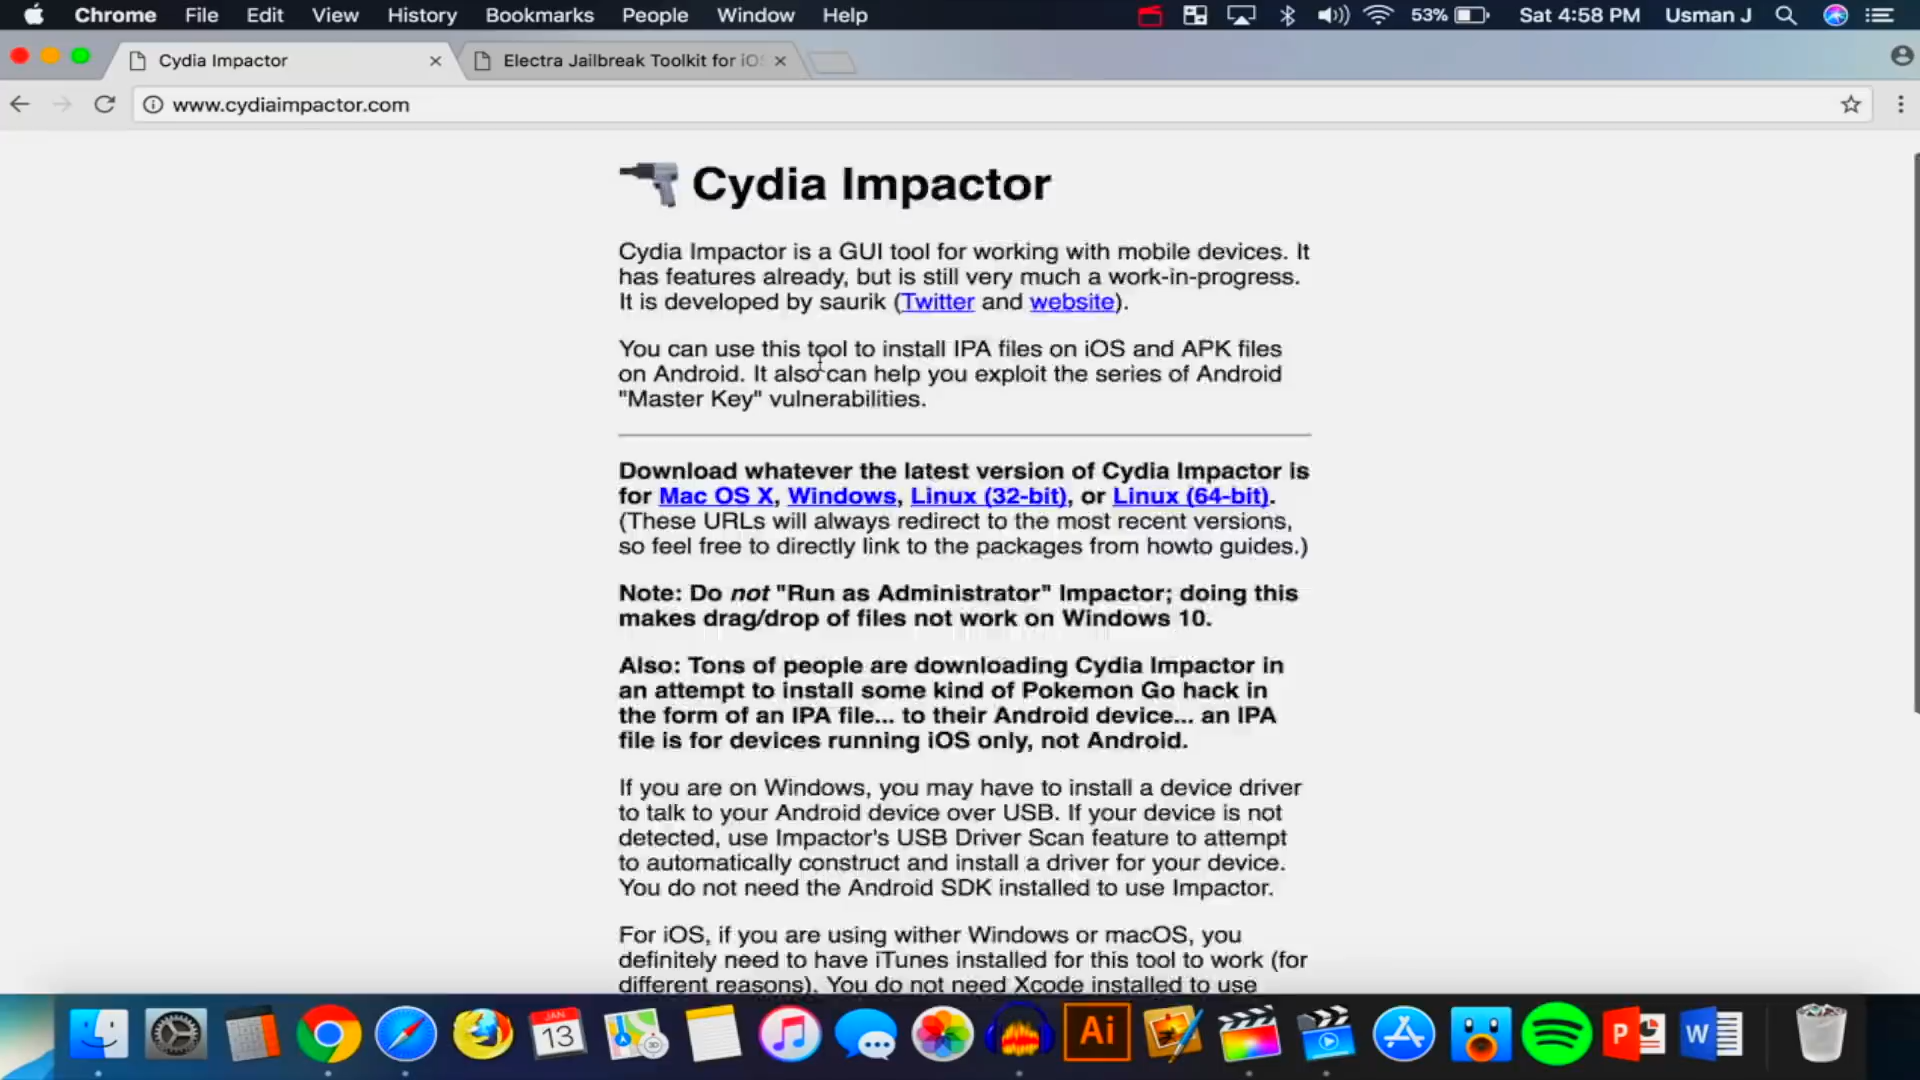 Chrome File Edit View History Bookmarks People Window Help 53% Sat 4:58 PM Usman J
Cydia Impactor
Electra Jailbreak Toolkit for iOS
www.cydiaimpactor.com
Cydia Impactor
Cydia Impactor is a GUI tool for working with mobile devices. It
has features already, but is still very much a work-in-progress.
It is developed by saurik (Twitter and website).
You can use this tool to install IPA files on iOS and APK files
on Android. It also can help you exploit the series of Android
"Master Key" vulnerabilities.
Download whatever the latest version of Cydia Impactor is
for Mac OS X, Windows, Linux (32-bit), or Linux (64-bit).
(These URLs will always redirect to the most recent versions,
so feel free to directly link to the packages from howto guides.)
Note: Do not "Run as Administrator" Impactor; doing this
makes drag/drop of files not work on Windows 10.
Also: Tons of people are downloading Cydia Impactor in
an attempt to install some kind of Pokemon Go hack in
the form of an IPA file... to their Android device... an IPA
file is for devices running iOS only, not Android.
If you are on Windows, you may have to install a device driver
to talk to your Android device over USB. If your device is not
detected, use Impactor's USB Driver Scan feature to attempt
to automatically construct and install a driver for your device.
You do not need the Android SDK installed to use Impactor.
For iOS, if you are using wither Windows or macOS, you
definitely need to have iTunes installed for this tool to work (for
different reasons). You do not need Xcode installed to use
JAN
13
3D
Ai
P
W